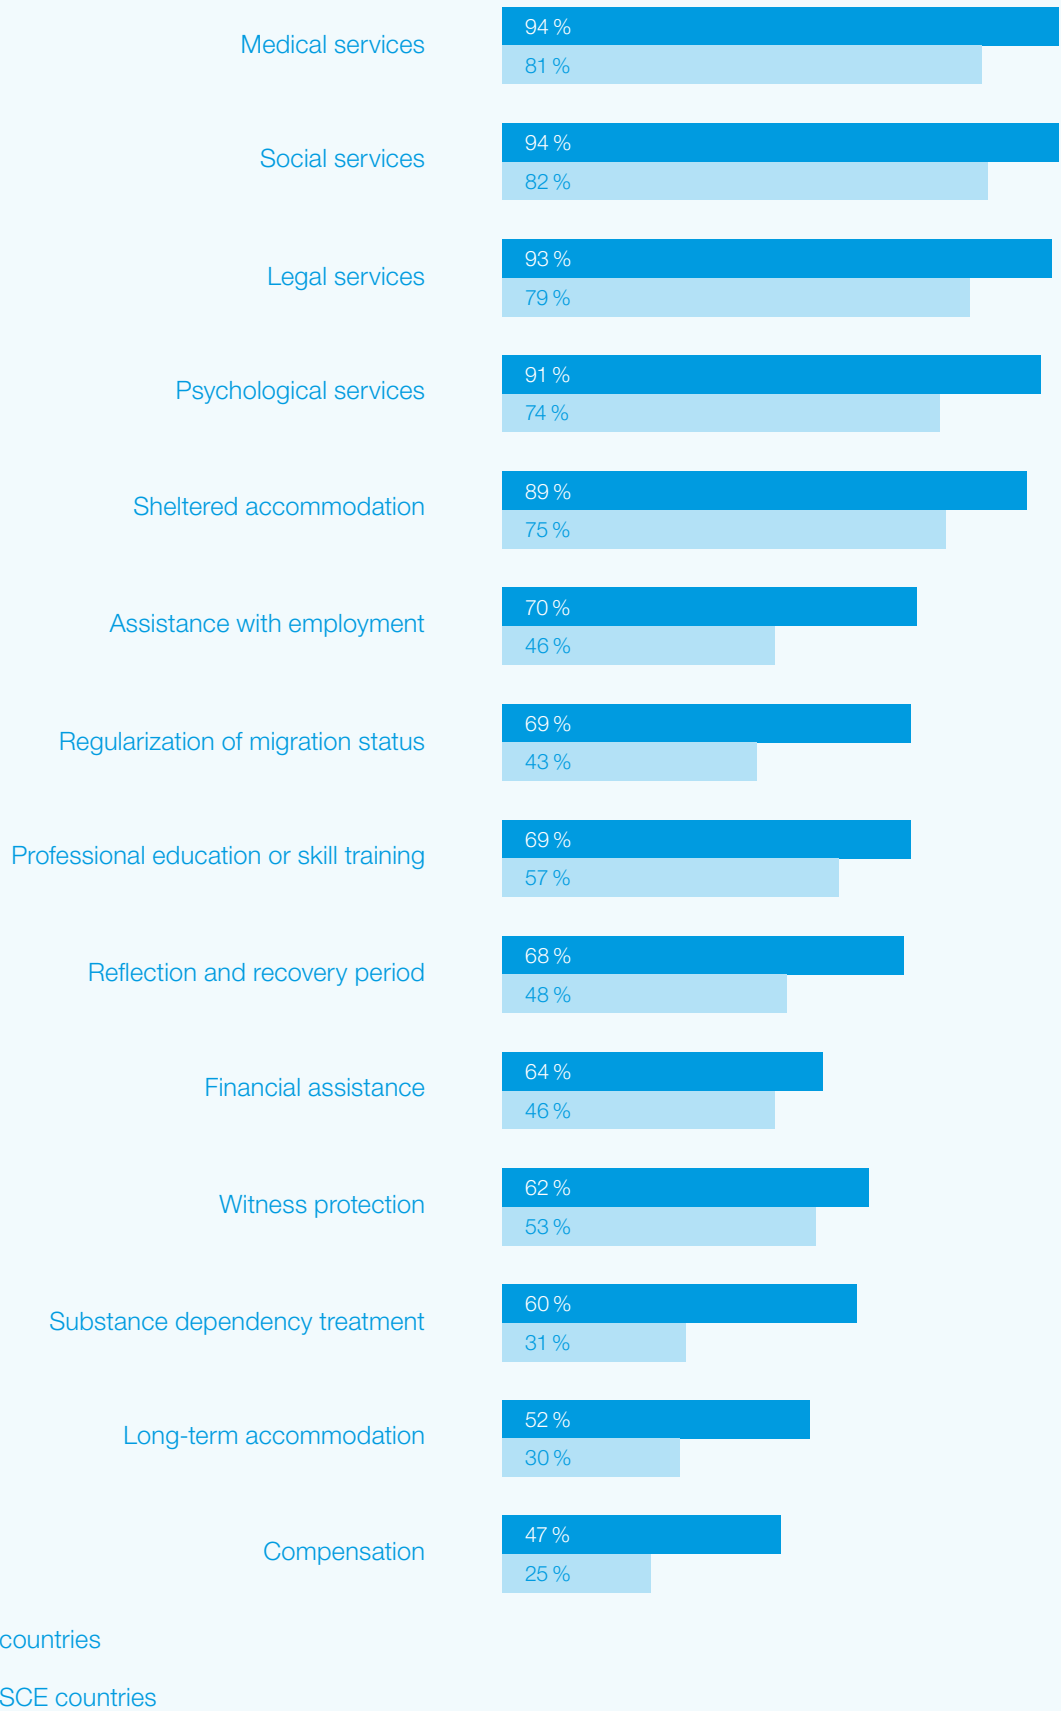 Medical services
94 %
81 %
Social services
94 %
82 %
Legal services
93 %
79 %
Psychological services
91 %
74 %
Sheltered accommodation
89 %
75 %
Assistance with employment
70 %
46 %
Regularization of migration status
69 %
43 %
Professional education or skill training
69 %
57 %
Reflection and recovery period
68 %
48 %
Financial assistance
64 %
46 %
Witness protection
62 %
53 %
Substance dependency treatment
60 %
31 %
Long-term accommodation
52 %
30 %
Compensation
47 %
25 %
countries
SCE countries